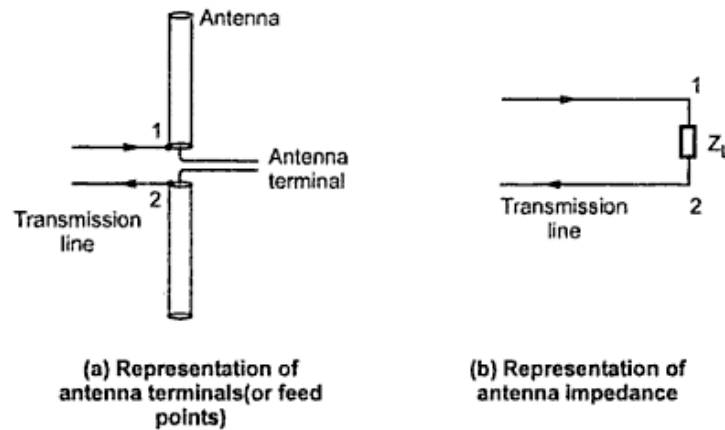 Antenna
1
Antenna
terminal
2
Transmission
line
(a) Representation of
antenna terminals(or feed
points)
1
Z_L
2
Transmission
line
(b) Representation of
antenna impedance